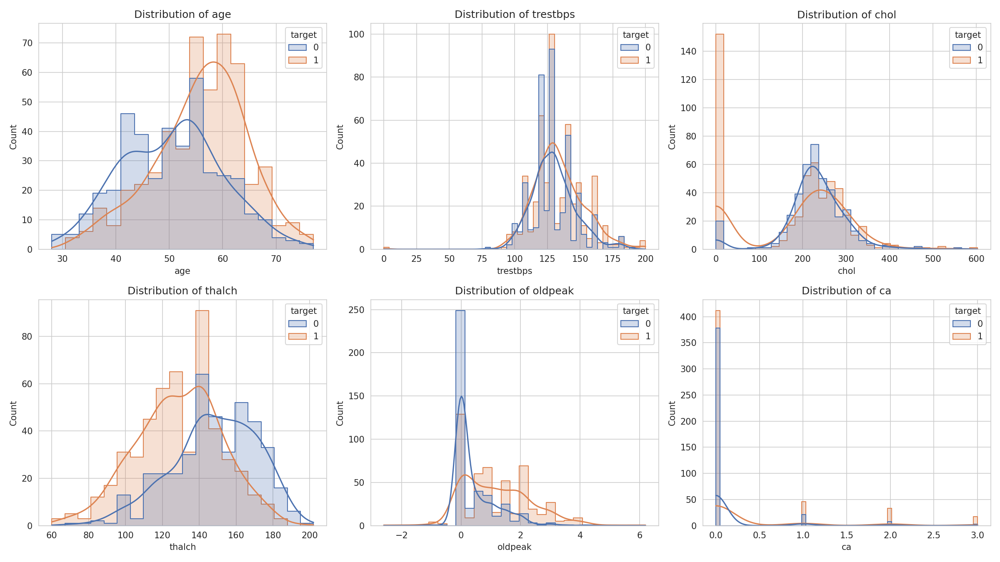 Distribution of age
target
0
1
Count
70
60
50
40
30
20
10
0
30 40 50 60 70
age
Distribution of trestbps
target
0
1
Count
100
80
60
40
20
0
0 25 50 75 100 125 150 175 200
trestbps
Distribution of chol
target
0
1
Count
140
120
100
80
60
40
20
0
0 100 200 300 400 500 600
chol
Distribution of thalch
target
0
1
Count
80
60
40
20
0
60 80 100 120 140 160 180 200
thalch
Distribution of oldpeak
target
0
1
Count
250
200
150
100
50
0
−2 0 2 4 6
oldpeak
Distribution of ca
target
0
1
Count
400
350
300
250
200
150
100
50
0
0.0 0.5 1.0 1.5 2.0 2.5 3.0
ca